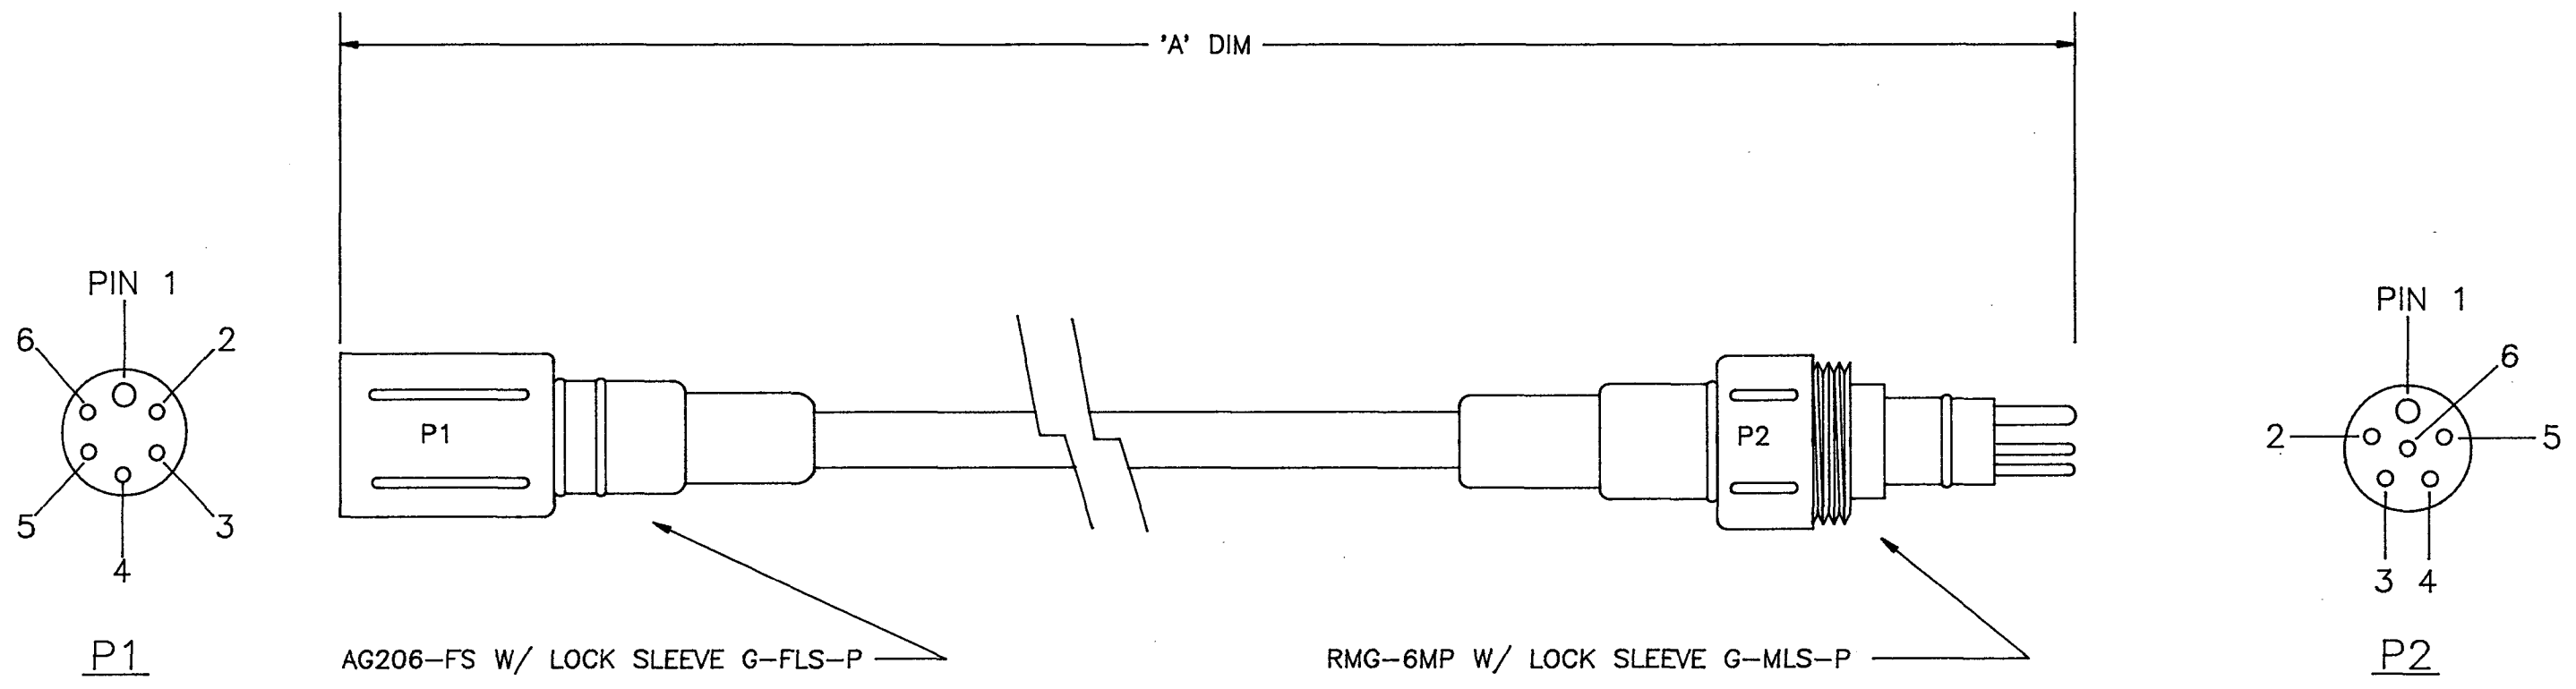 'A' DIM
PIN 1
6
2
5
3
4
P1
P1
AG206-FS W/ LOCK SLEEVE G-FLS-P
P2
RMG-6MP W/ LOCK SLEEVE G-MLS-P
PIN 1
6
2
5
3 4
P2